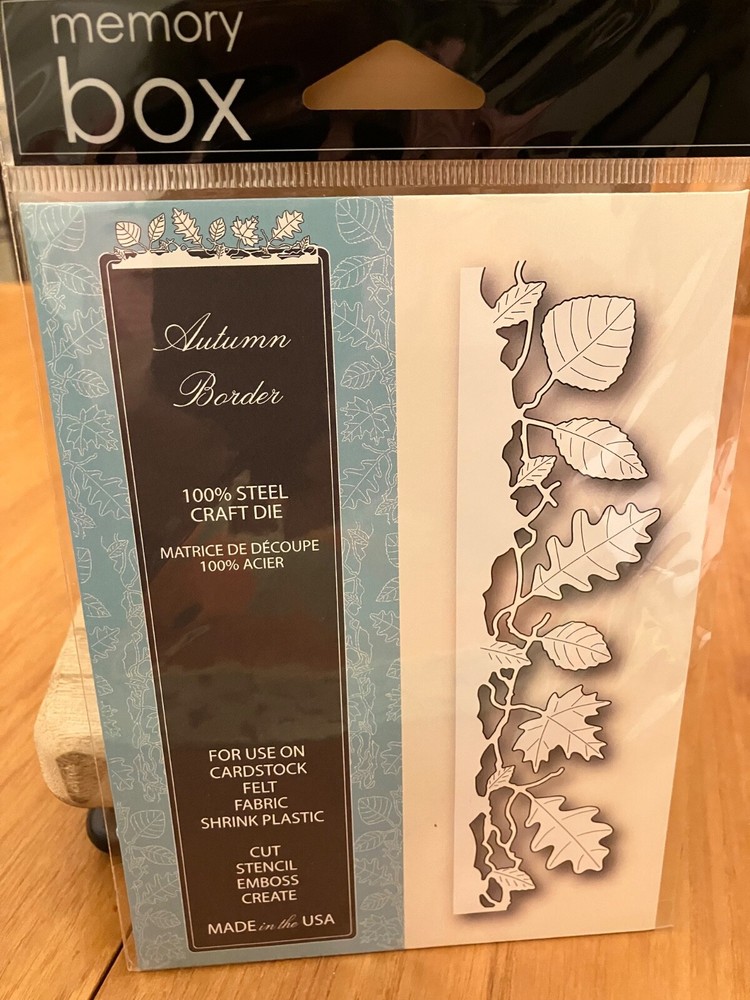 memory
box
Autumn
Border
100% STEEL
CRAFT DIE
MATRICE DE DÉCOUPE
100% ACIER
FOR USE ON
CARDSTOCK
FELT
FABRIC
SHRINK PLASTIC
CUT
STENCIL
EMBOSS
CREATE
MADE in the USA